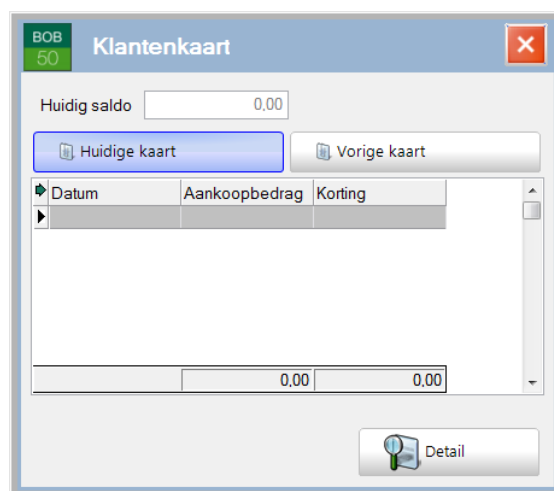 BOB
50
Klantenkaart
Huidig saldo 0,00
Huidige kaart Vorige kaart
Datum Aankoopbedrag Korting
0,00 0,00
Detail